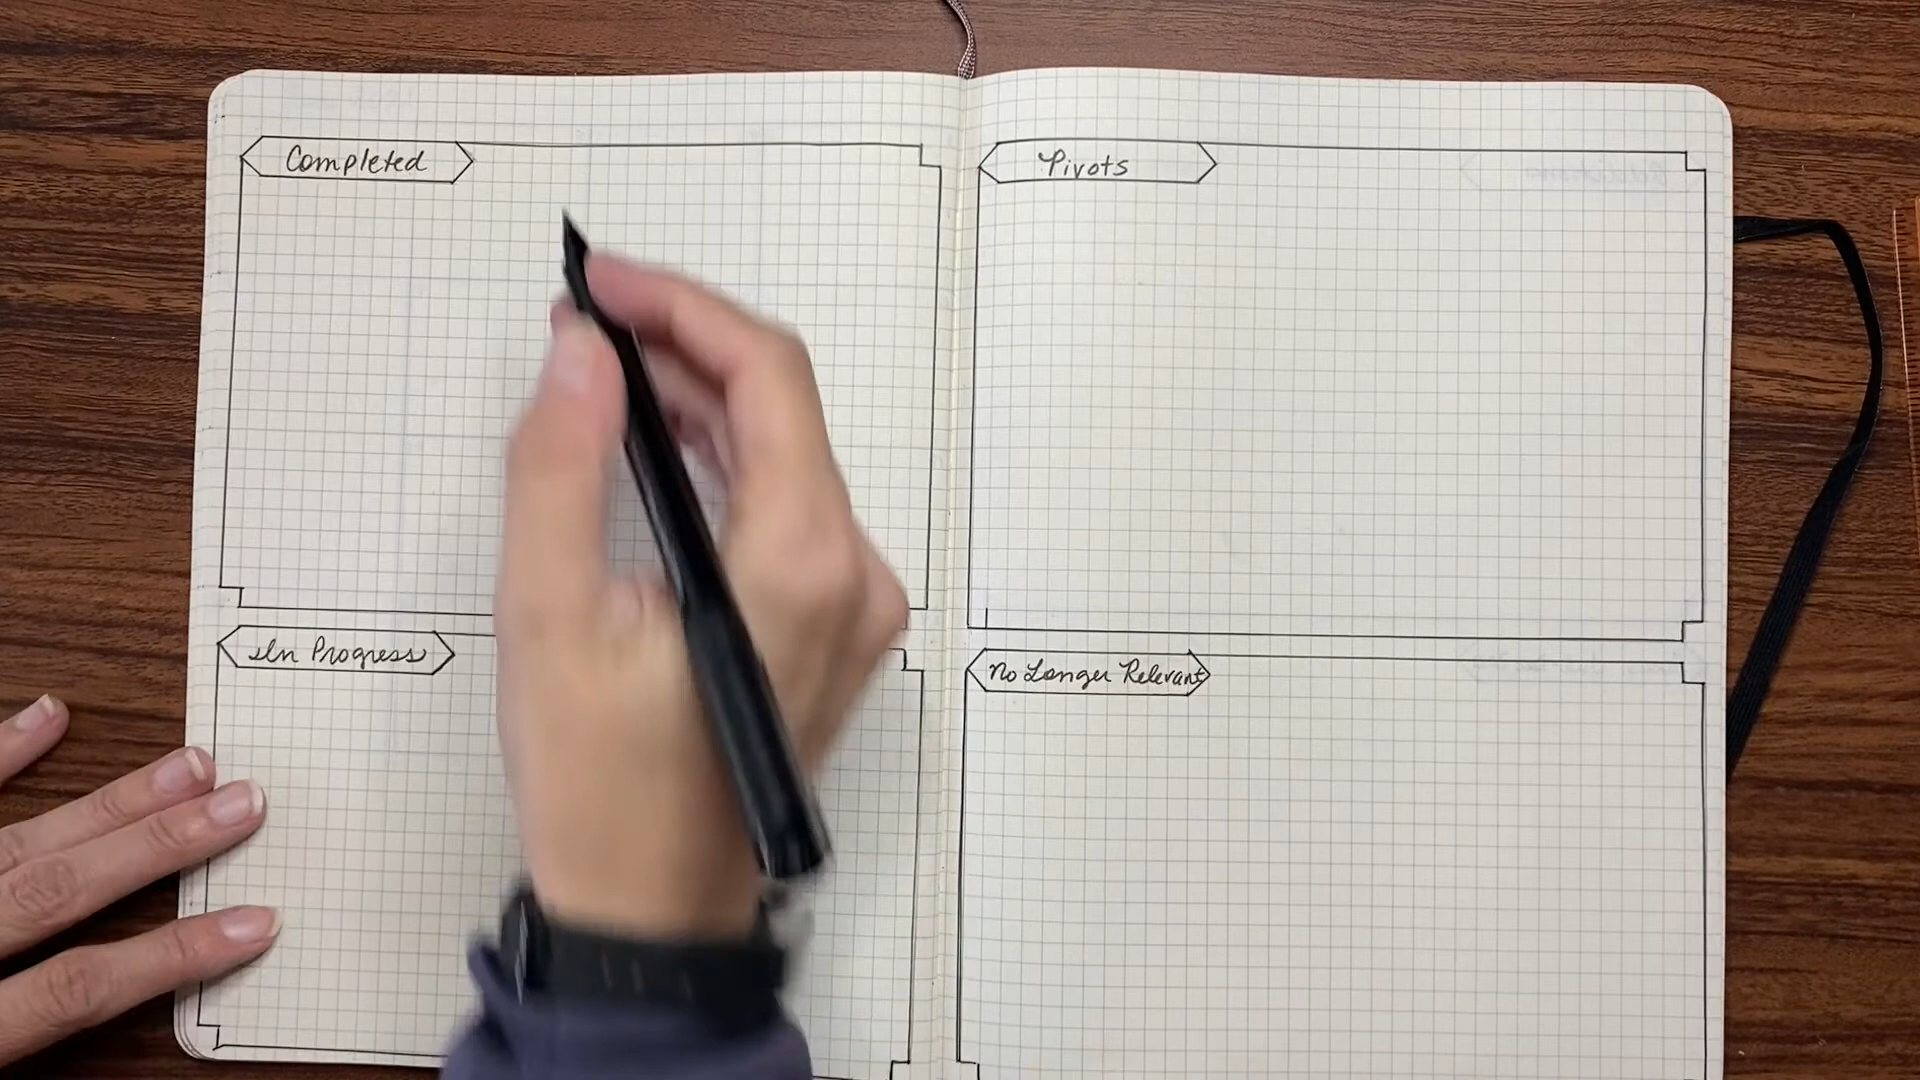 Completed
In Progress
Pivots
No Longer Relevant